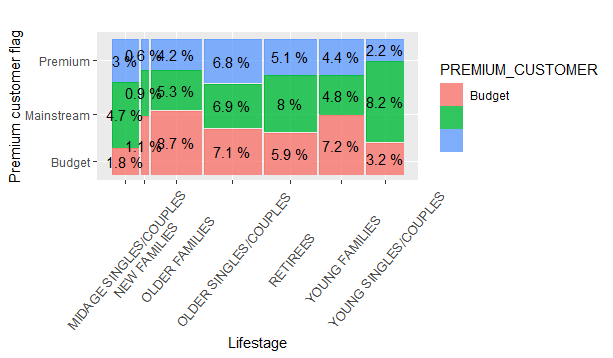 Premium customer flag
Premium
Mainstream
Budget
3 %
0.6 %
4.2 %
6.8 %
5.1 %
4.4 %
2.2 %
4.7 %
0.9 %
5.3 %
6.9 %
8 %
4.8 %
8.2 %
1.8 %
1.1 %
8.7 %
7.1 %
5.9 %
7.2 %
3.2 %
MIDAGE SINGLES/COUPLES
NEW FAMILIES
OLDER FAMILIES
OLDER SINGLES/COUPLES
RETIREES
YOUNG FAMILIES
YOUNG SINGLES/COUPLES
Lifestage
PREMIUM_CUSTOMER
Budget